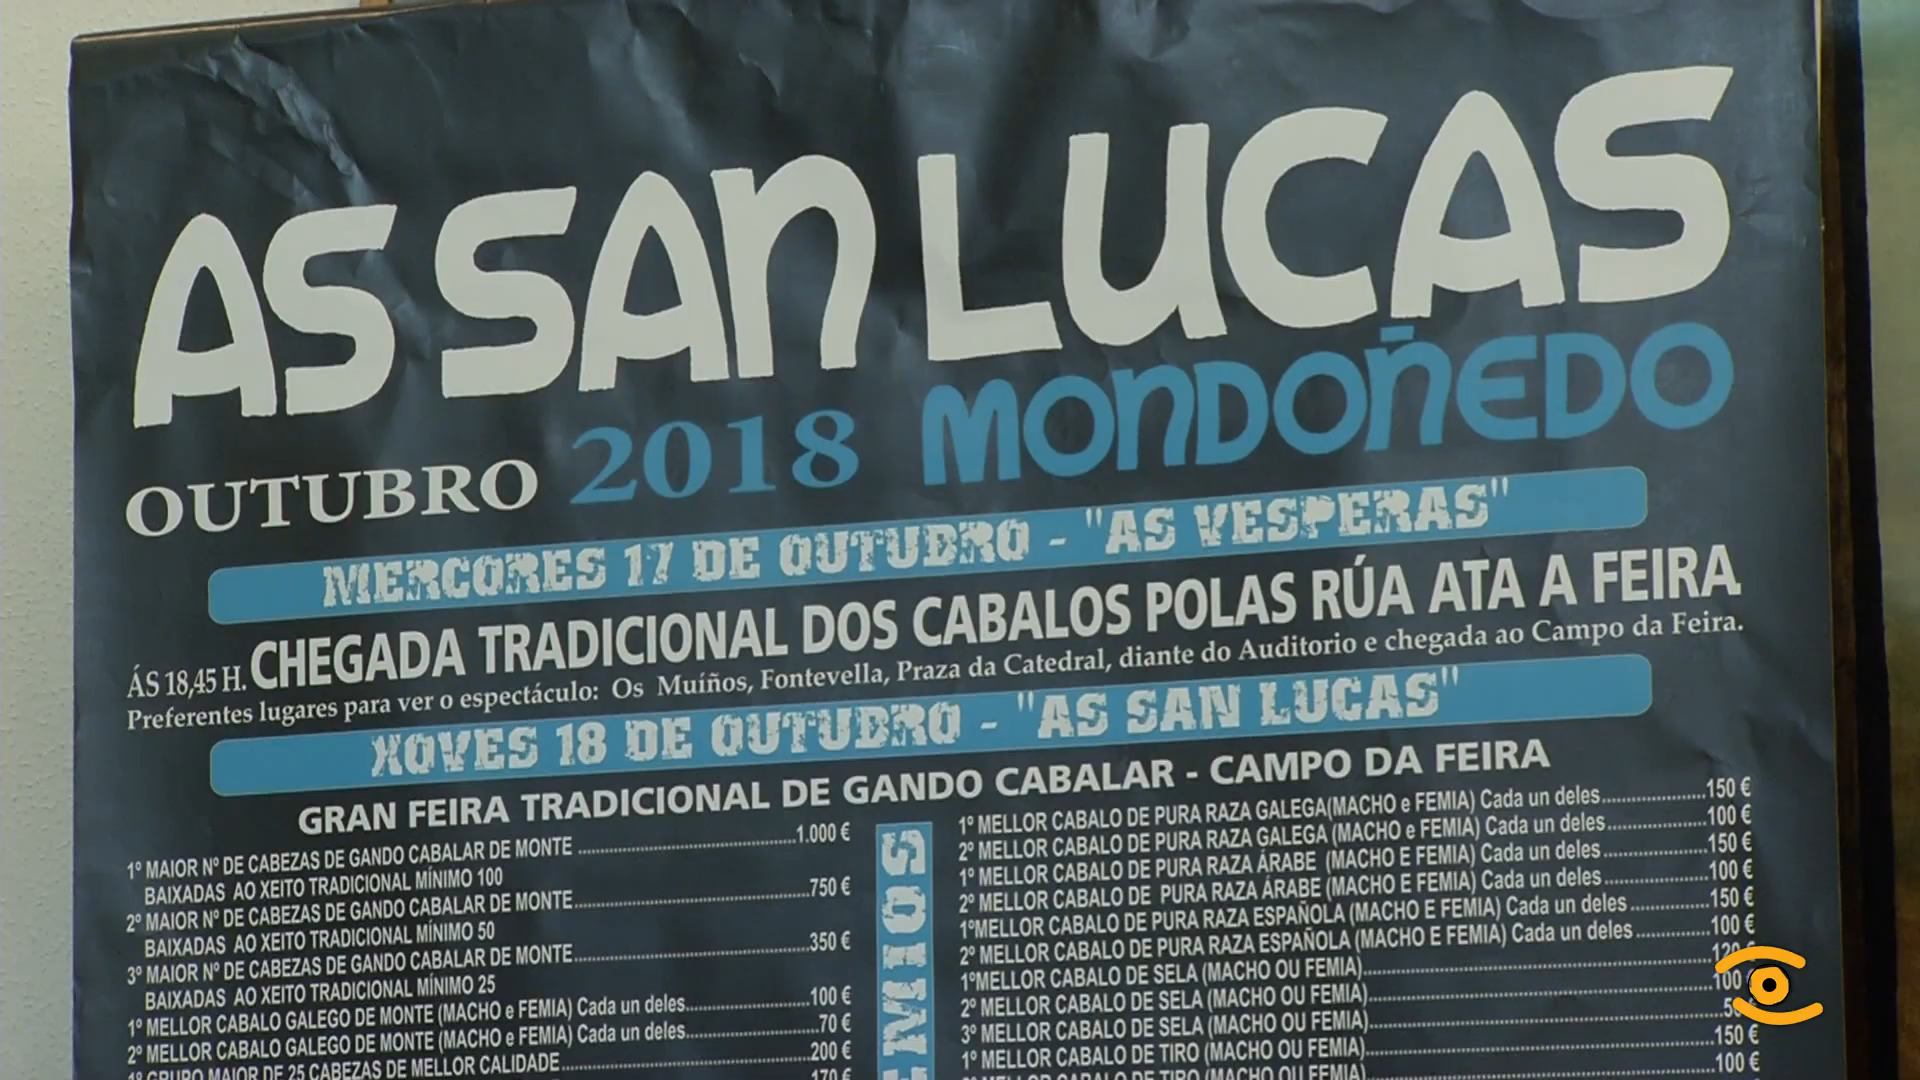 AS SAN LUCAS
OUTUBRO 2018 MONDOÑEDO
MERCORES 17 DE OUTUBRO - "AS VESPERAS"
ÁS 18,45 H. CHEGADA TRADICIONAL DOS CABALOS POLAS RÚA ATA A FEIRA
Preferentes lugares para ver o espectáculo: Os Muíños, Fontevella, Praza da Catedral, diante do Auditorio e chegada ao Campo da Feira.
XOVES 18 DE OUTUBRO - "AS SAN LUCAS"
GRAN FEIRA TRADICIONAL DE GANDO CABALAR - CAMPO DA FEIRA
1º MAIOR Nº DE CABEZAS DE GANDO CABALAR DE MONTE ........ 1.000 €
BAIXADAS AO XEITO TRADICIONAL MÍNIMO 100
2º MAIOR Nº DE CABEZAS DE GANDO CABALAR DE MONTE ........ 750 €
BAIXADAS AO XEITO TRADICIONAL MÍNIMO 50
3º MAIOR Nº DE CABEZAS DE GANDO CABALAR DE MONTE ........ 350 €
BAIXADAS AO XEITO TRADICIONAL MÍNIMO 25
1º MELLOR CABALO GALEGO DE MONTE (MACHO e FEMIA) Cada un deles ........ 100 €
2º MELLOR CABALO GALEGO DE MONTE (MACHO e FEMIA) Cada un deles ........ 70 €
1º GRUPO MAIOR DE 25 CABEZAS DE MELLOR CALIDADE ........ 200 €
170 €
EMIOS
1º MELLOR CABALO DE PURA RAZA GALEGA(MACHO e FEMIA) Cada un deles ........ 150 €
2º MELLOR CABALO DE PURA RAZA GALEGA (MACHO e FEMIA) Cada un deles ........ 100 €
1º MELLOR CABALO DE PURA RAZA ÁRABE (MACHO E FEMIA) Cada un deles ........ 150 €
2º MELLOR CABALO DE PURA RAZA ÁRABE (MACHO E FEMIA) Cada un deles ........ 100 €
1ºMELLOR CABALO DE PURA RAZA ESPAÑOLA (MACHO E FEMIA) Cada un deles ........ 150 €
2º MELLOR CABALO DE PURA RAZA ESPAÑOLA (MACHO E FEMIA) Cada un deles ........ 100 €
1ºMELLOR CABALO DE SELA (MACHO OU FEMIA) ........ 120 €
2º MELLOR CABALO DE SELA (MACHO OU FEMIA) ........ 100 €
3º MELLOR CABALO DE SELA (MACHO OU FEMIA) ........
1º MELLOR CABALO DE TIRO (MACHO OU FEMIA) ........ 150 €
2º MELLOR CABALO DE TIRO (MACHO OU FEMIA) ........ 100 €